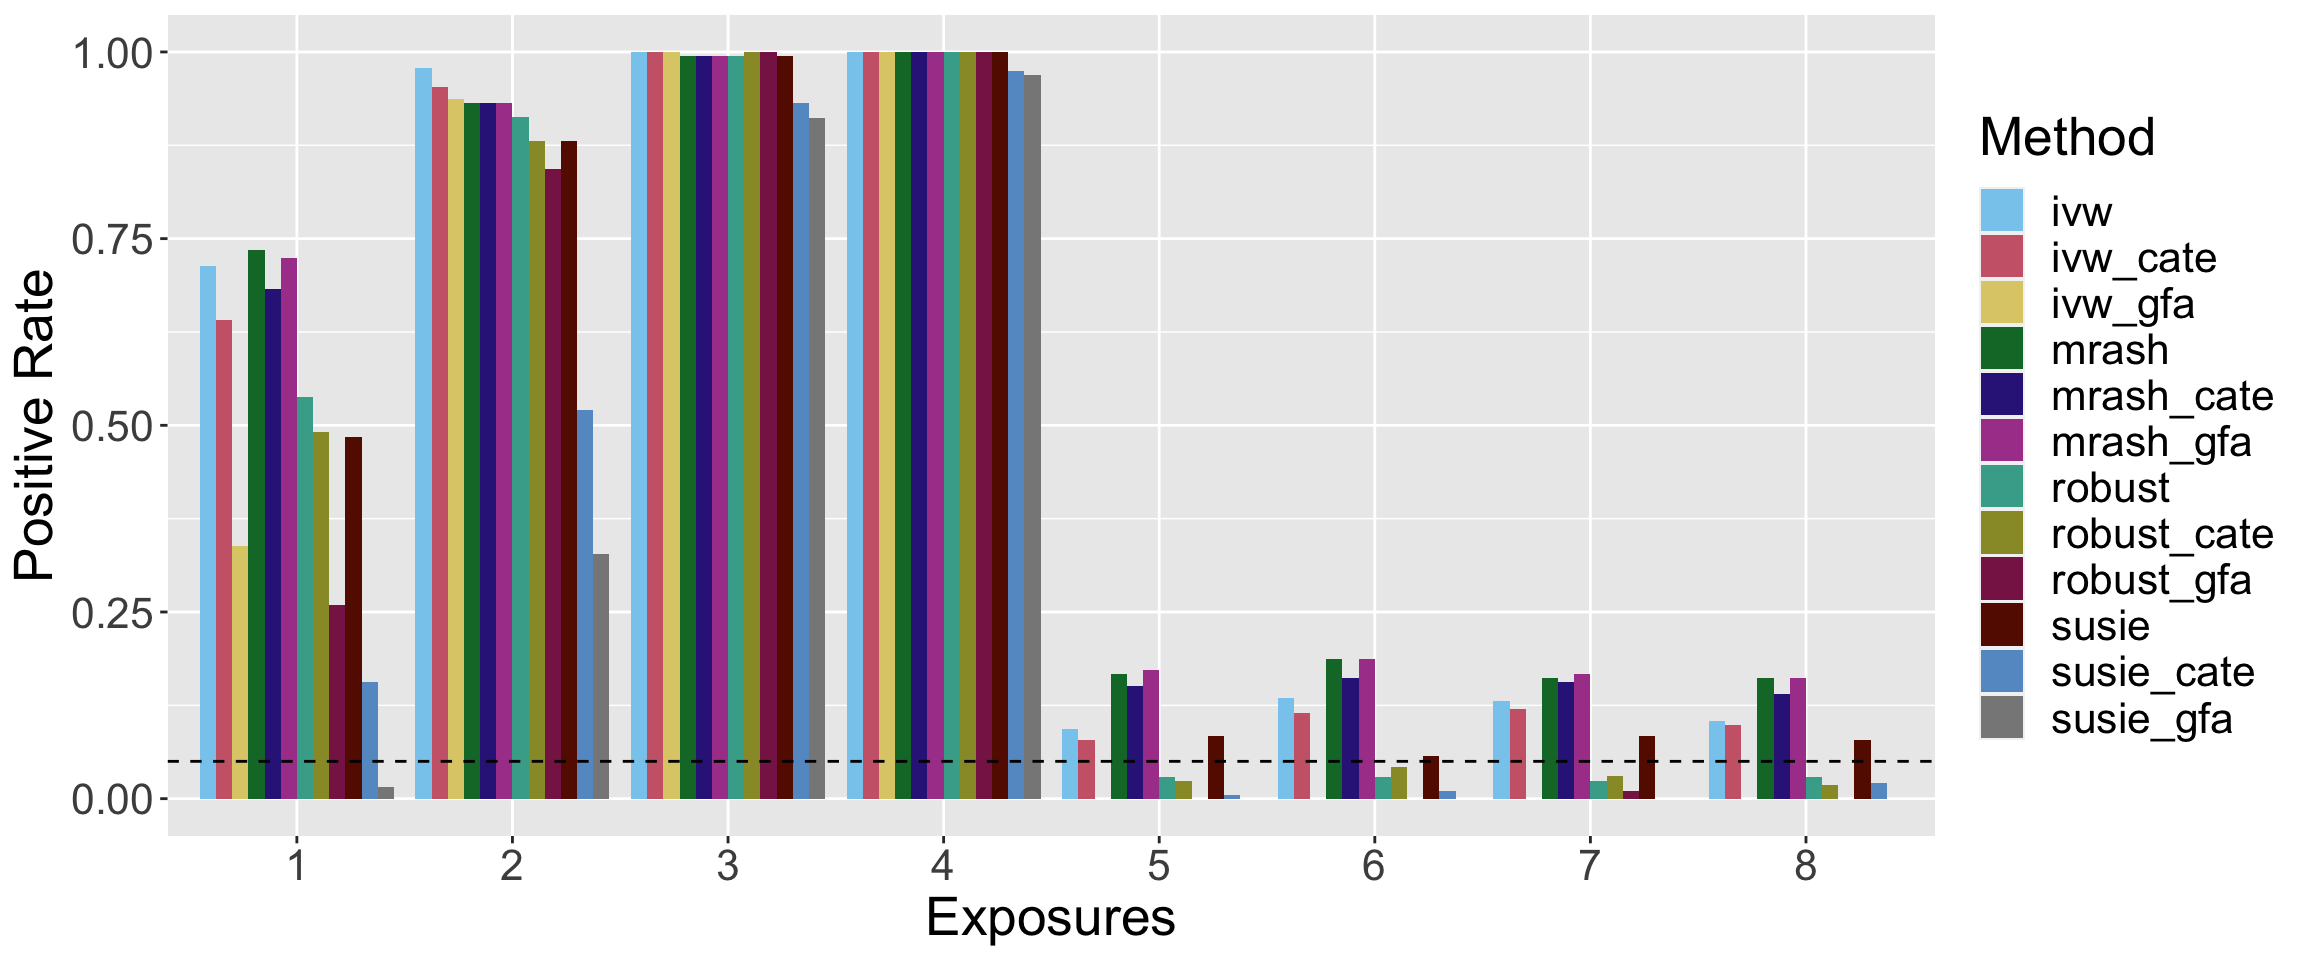 Positive Rate
1.00
0.75
0.50
0.25
0.00
1 2 3 4 5 6 7 8
Exposures
Method
ivw
ivw_cate
ivw_gfa
mrash
mrash_cate
mrash_gfa
robust
robust_cate
robust_gfa
susie
susie_cate
susie_gfa